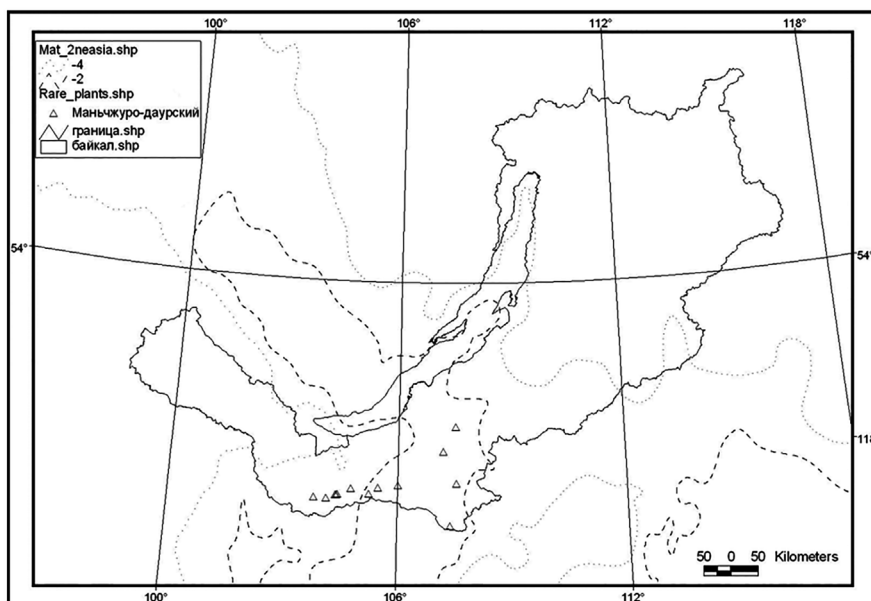 100° 106° 112° 118°
Mat_2neasia.shp
-4
-2
Rare_plants.shp
Маньчжуро-даурский
граница.shp
байкал.shp
54° 54°
118
50 0 50 Kilometers
100° 106° 112°